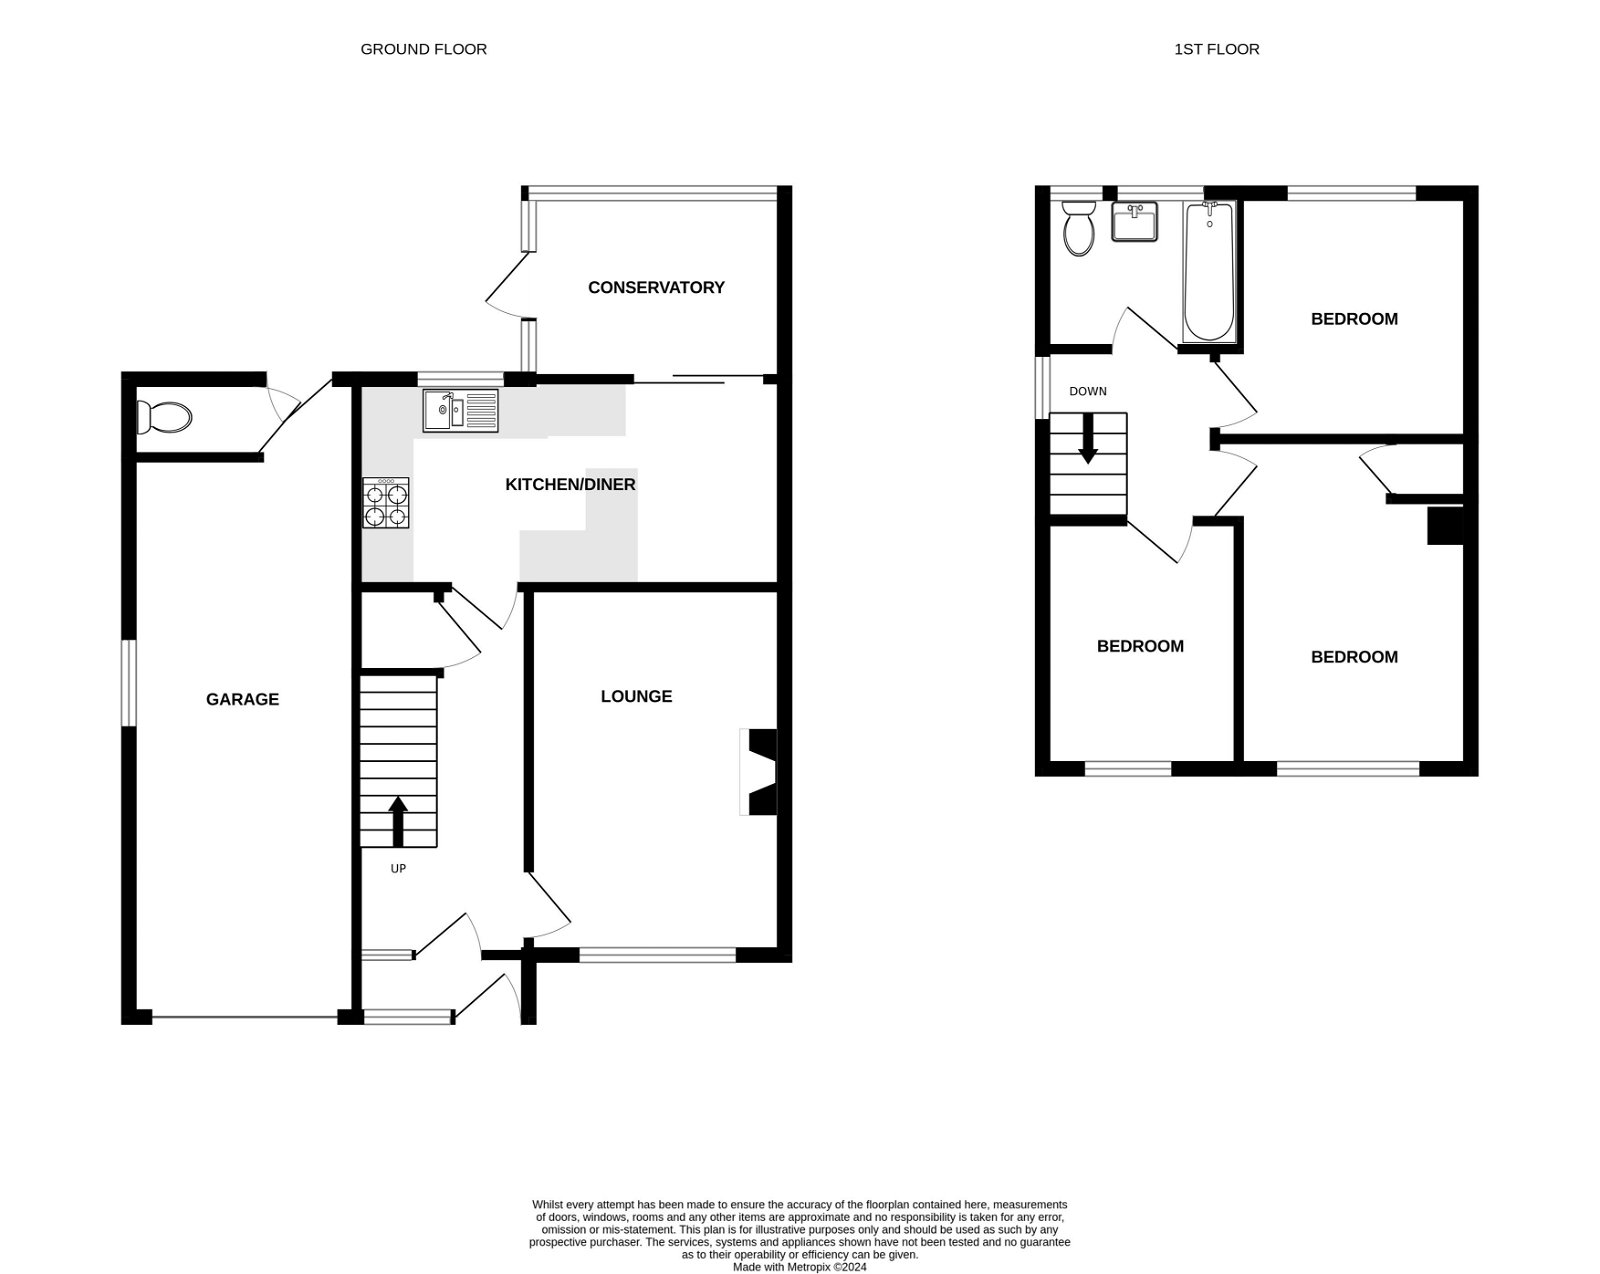 GROUND FLOOR
1ST FLOOR
CONSERVATORY
BEDROOM
DOWN
KITCHEN/DINER
BEDROOM
BEDROOM
LOUNGE
GARAGE
UP
Whilst every attempt has been made to ensure the accuracy of the floorplan contained here, measurements
of doors, windows, rooms and any other items are approximate and no responsibility is taken for any error,
omission or mis-statement. This plan is for illustrative purposes only and should be used as such by any
prospective purchaser. The services, systems and appliances shown have not been tested and no guarantee
as to their operability or efficiency can be given.
Made with Metropix ©2024